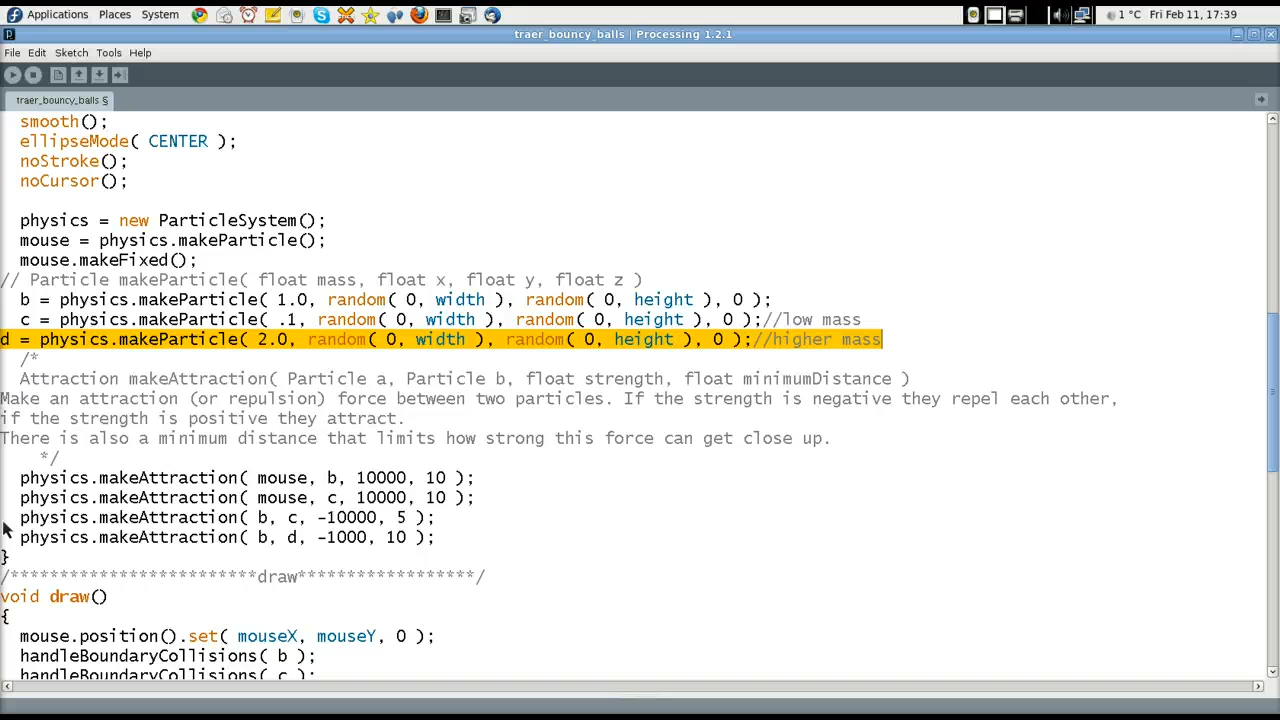 Applications Places System 1 °C Fri Feb 11, 17:39
traer_bouncy_balls | Processing 1.2.1
File Edit Sketch Tools Help
traer_bouncy_balls §
smooth();
ellipseMode( CENTER );
noStroke();
noCursor();
physics = new ParticleSystem();
mouse = physics.makeParticle();
mouse.makeFixed();
// Particle makeParticle( float mass, float x, float y, float z )
b = physics.makeParticle( 1.0, random( 0, width ), random( 0, height ), 0 );
c = physics.makeParticle( .1, random( 0, width ), random( 0, height ), 0 );//low mass
d = physics.makeParticle( 2.0, random( 0, width ), random( 0, height ), 0 );//higher mass
/*
Attraction makeAttraction( Particle a, Particle b, float strength, float minimumDistance )
Make an attraction (or repulsion) force between two particles. If the strength is negative they repel each other,
if the strength is positive they attract.
There is also a minimum distance that limits how strong this force can get close up.
*/
physics.makeAttraction( mouse, b, 10000, 10 );
physics.makeAttraction( mouse, c, 10000, 10 );
physics.makeAttraction( b, c, -10000, 5 );
physics.makeAttraction( b, d, -1000, 10 );
}
/*************************draw******************/
void draw()
{
mouse.position().set( mouseX, mouseY, 0 );
handleBoundaryCollisions( b );
handleBoundaryCollisions( c );